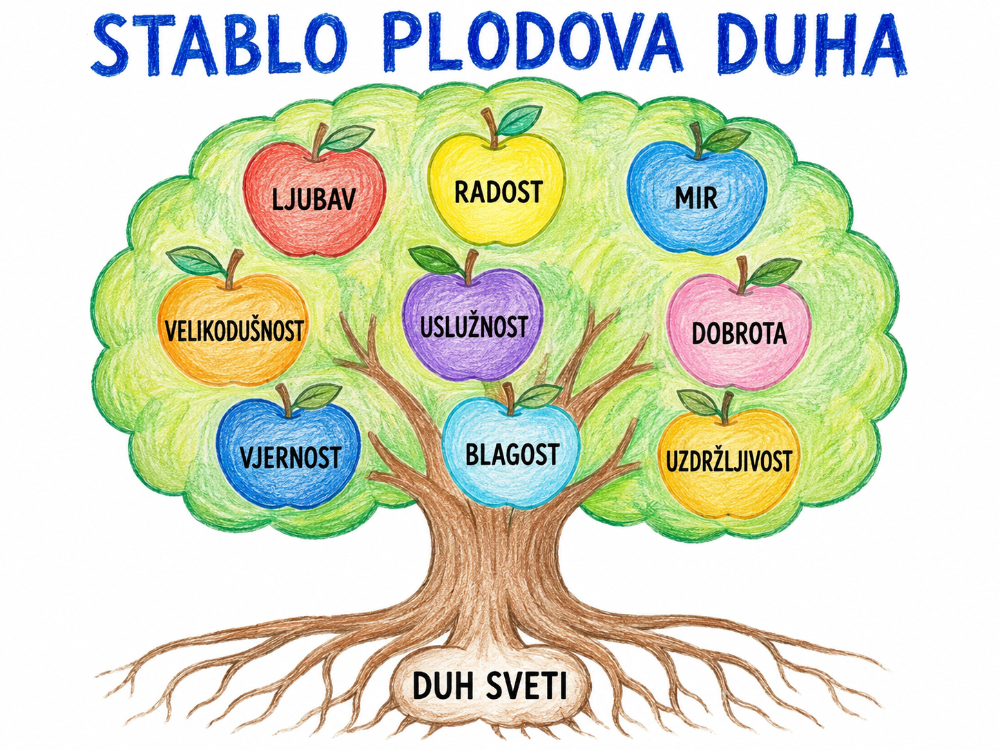 STABLO PLODOVA DUHA
LJUBAV
RADOST
MIR
VELIKODUŠNOST
USLUŽNOST
DOBROTA
VJERNOST
BLAGOST
UZDRŽLJIVOST
DUH SVETI